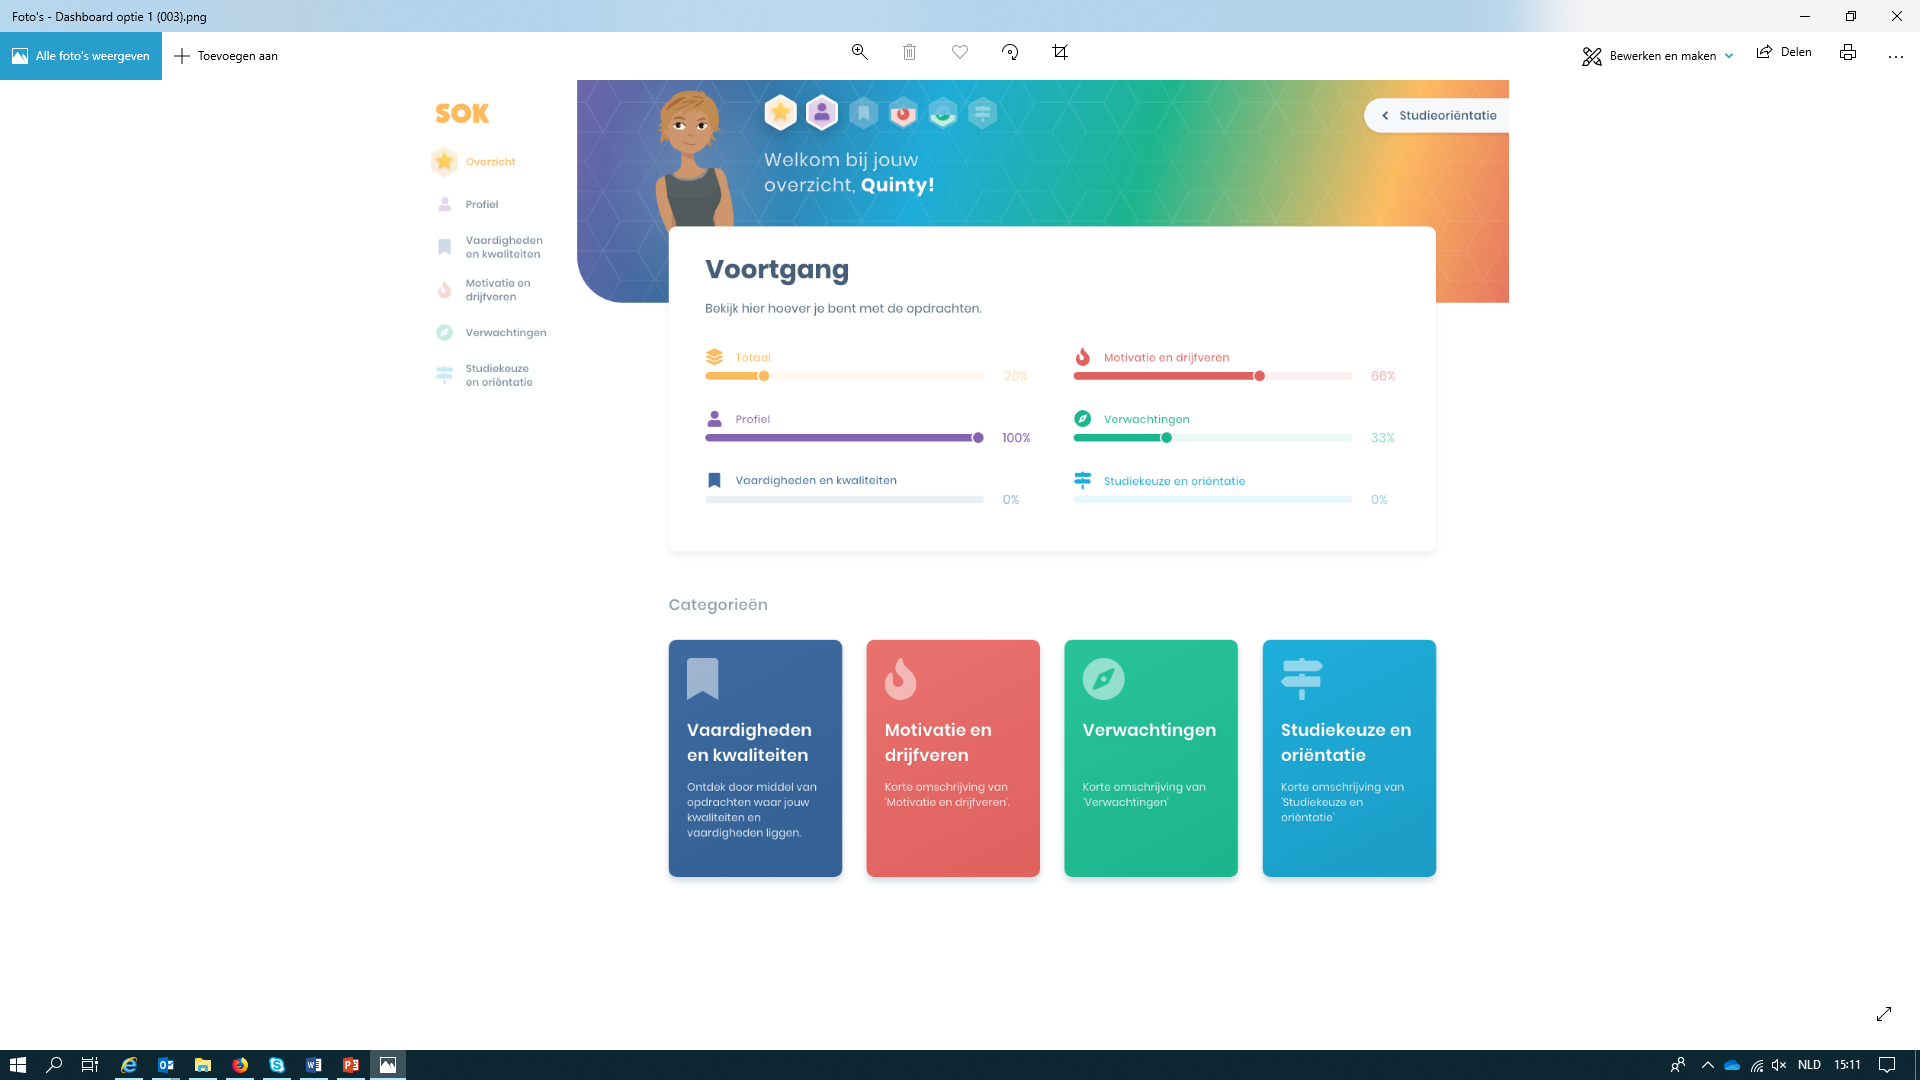 Foto's - Dashboard optie 1 (003).png
Alle foto's weergeven
Toevoegen aan
Bewerken en maken
Delen
SOK
Overzicht
Profiel
Vaardigheden
en kwaliteiten
Motivatie en
drijfveren
Verwachtingen
Studiekeuze
en oriëntatie
Studieoriëntatie
Welkom bij jouw
overzicht, Quinty!
Voortgang
Bekijk hier hoever je bent met de opdrachten.
Totaal
20%
Motivatie en drijfveren
66%
Profiel
100%
Verwachtingen
33%
Vaardigheden en kwaliteiten
0%
Studiekeuze en oriëntatie
0%
Categorieën
Vaardigheden
en kwaliteiten
Ontdek door middel van
opdrachten waar jouw
kwaliteiten en
vaardigheden liggen.
Motivatie en
drijfveren
Korte omschrijving van
'Motivatie en drijfveren'.
Verwachtingen
Korte omschrijving van
'Verwachtingen'
Studiekeuze en
oriëntatie
Korte omschrijving van
'Studiekeuze en
oriëntatie'
NLD
15:11